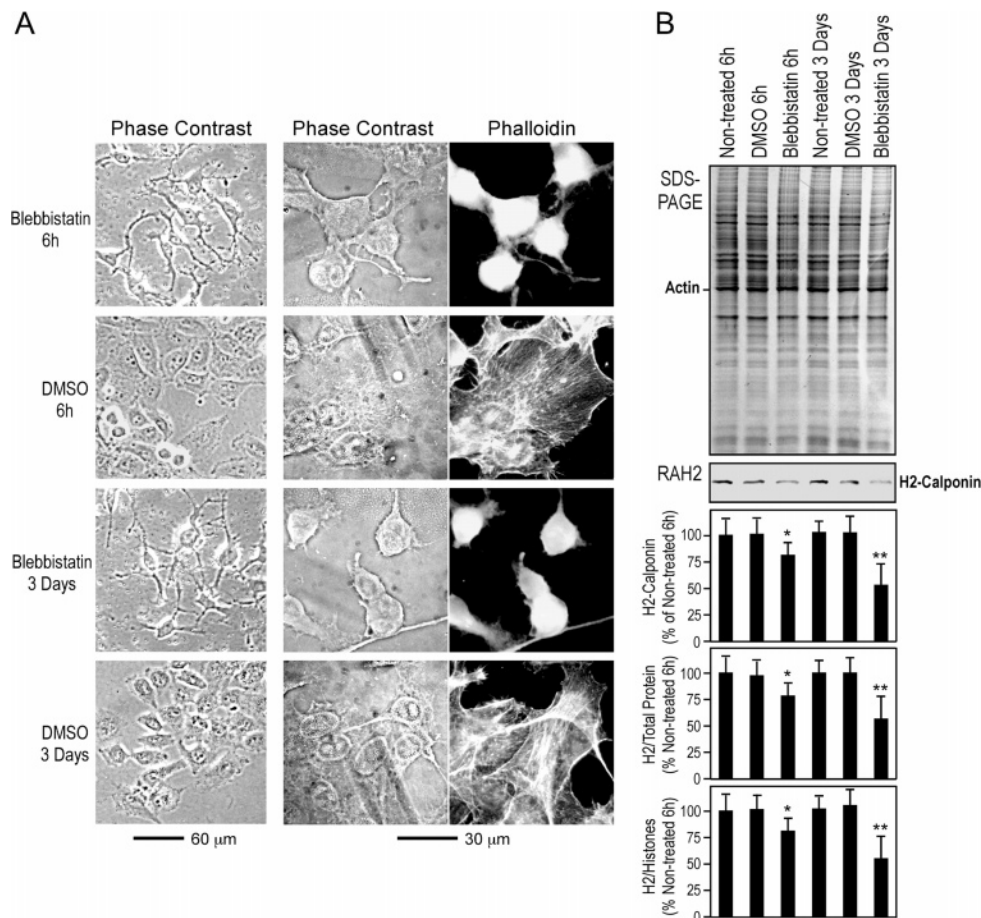 A
Phase Contrast
Phase Contrast
Phalloidin
Blebbistatin
6h
DMSO
6h
Blebbistatin
3 Days
DMSO
3 Days
60 μm
30 μm
B
Non-treated 6h
DMSO 6h
Blebbistatin 6h
Non-treated 3 Days
DMSO 3 Days
Blebbistatin 3 Days
SDS-
PAGE
Actin
RAH2
H2-Calponin
H2-Calponin
(% of Non-treated 6h)
100
75
50
25
0
*
**
H2/Total Protein
(% Non-treated 6h)
100
75
50
25
0
*
**
H2/Histones
(% Non-treated 6h)
100
75
50
25
0
*
**